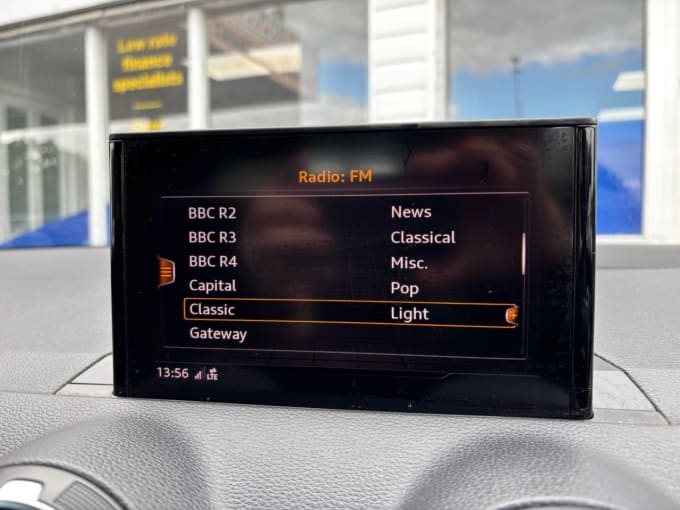 Low rate
finance
specialists
Radio: FM
BBC R2 News
BBC R3 Classical
BBC R4 Misc.
Capital Pop
Classic Light
Gateway
13:56 LTE